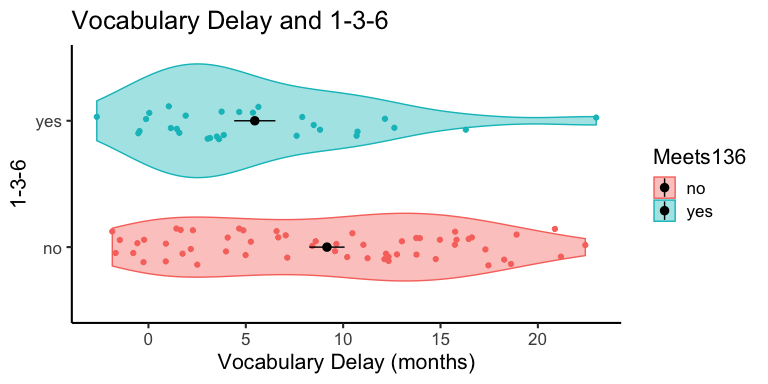 Vocabulary Delay and 1-3-6
yes
no
1-3-6
0 5 10 15 20
Vocabulary Delay (months)
Meets136
no
yes